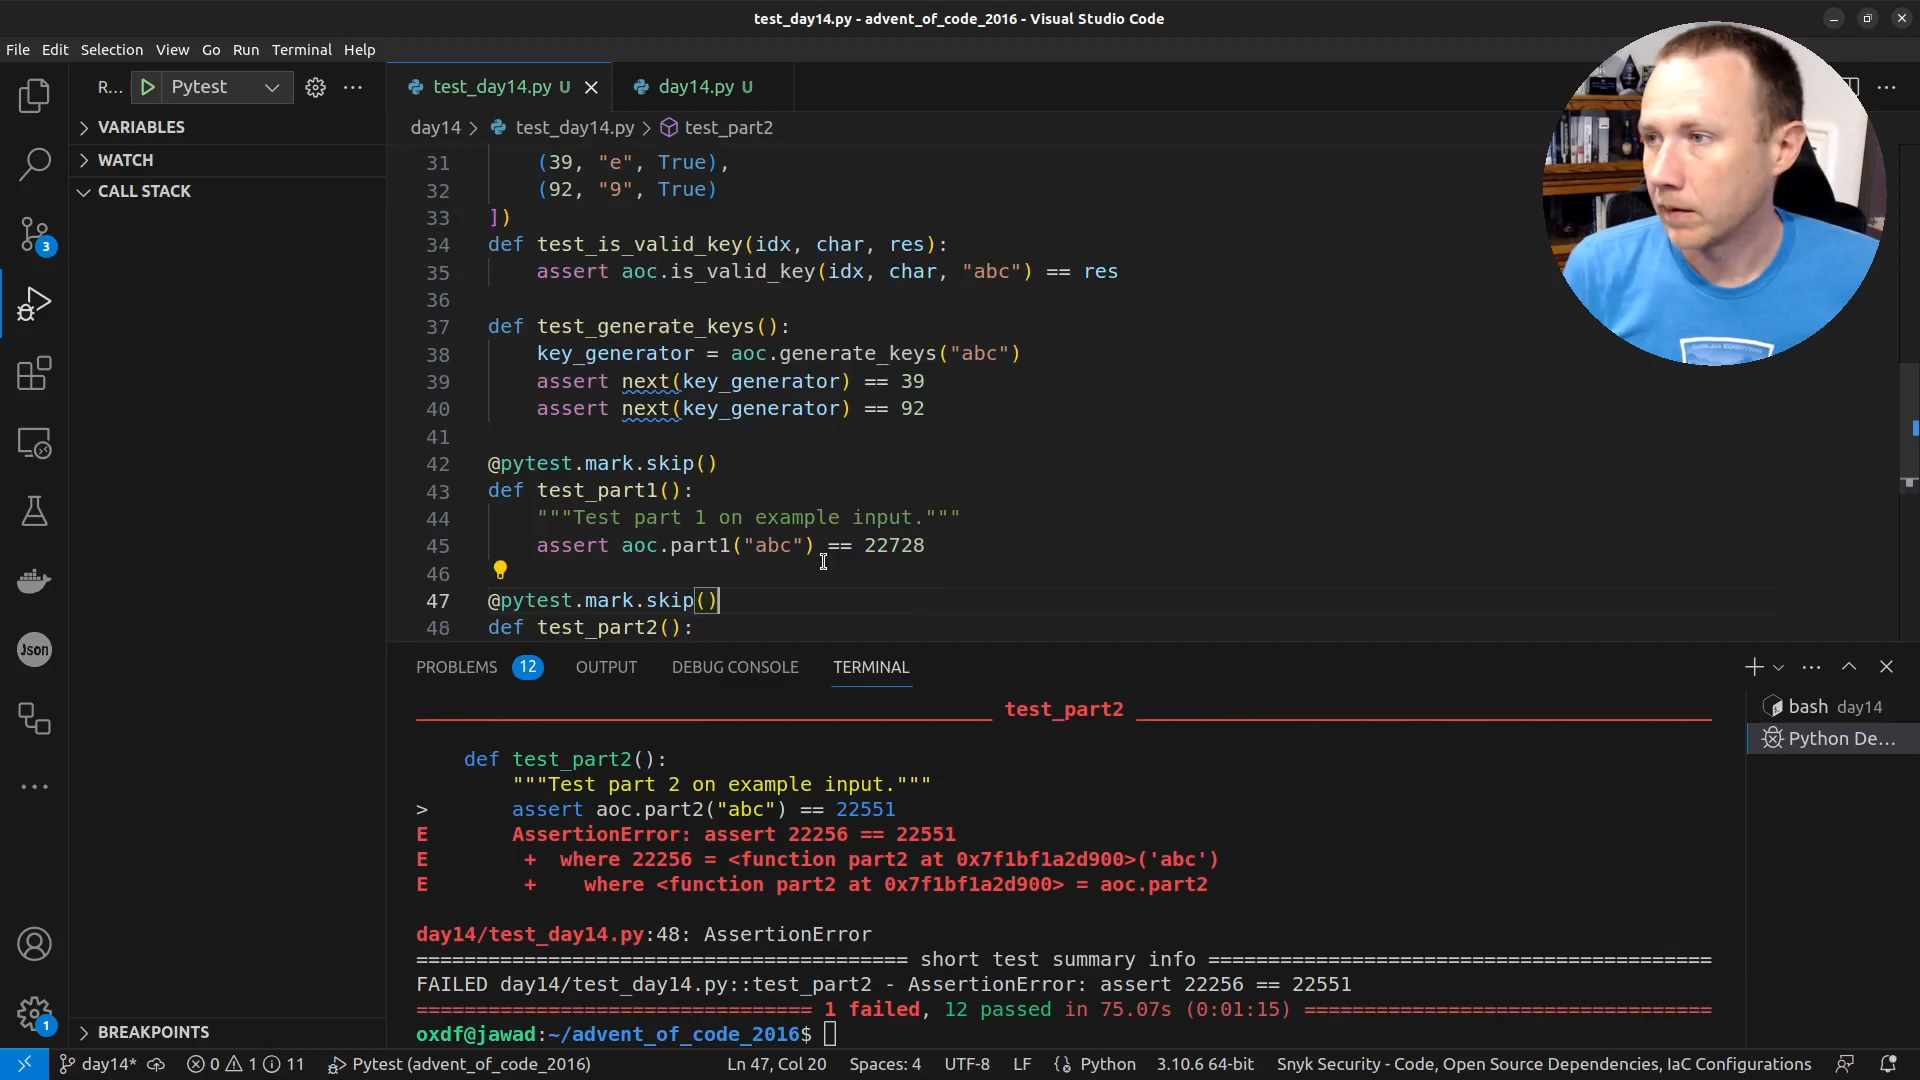 test_day14.py - advent_of_code_2016 - Visual Studio Code
File Edit Selection View Go Run Terminal Help
R... Pytest
test_day14.py U
day14.py U
VARIABLES
WATCH
CALL STACK
day14 > test_day14.py > test_part2
31 (39, "e", True),
32 (92, "9", True)
33 ])
34 def test_is_valid_key(idx, char, res):
35 assert aoc.is_valid_key(idx, char, "abc") == res
36
37 def test_generate_keys():
38 key_generator = aoc.generate_keys("abc")
39 assert next(key_generator) == 39
40 assert next(key_generator) == 92
41
42 @pytest.mark.skip()
43 def test_part1():
44 """Test part 1 on example input."""
45 assert aoc.part1("abc") == 22728
46
47 @pytest.mark.skip()
48 def test_part2():
3
Json
1
PROBLEMS 12 OUTPUT DEBUG CONSOLE TERMINAL
bash day14
Python De...
test_part2
def test_part2():
"""Test part 2 on example input."""
> assert aoc.part2("abc") == 22551
E AssertionError: assert 22256 == 22551
E + where 22256 = <function part2 at 0x7f1bf1a2d900>('abc')
E + where <function part2 at 0x7f1bf1a2d900> = aoc.part2
day14/test_day14.py:48: AssertionError
======================================== short test summary info =========================================
FAILED day14/test_day14.py::test_part2 - AssertionError: assert 22256 == 22551
================================ 1 failed, 12 passed in 75.07s (0:01:15) =================================
oxdf@jawad:~/advent_of_code_2016$
BREAKPOINTS
day14* 0 1 11 Pytest (advent_of_code_2016) Ln 47, Col 20 Spaces: 4 UTF-8 LF Python 3.10.6 64-bit Snyk Security - Code, Open Source Dependencies, IaC Configurations